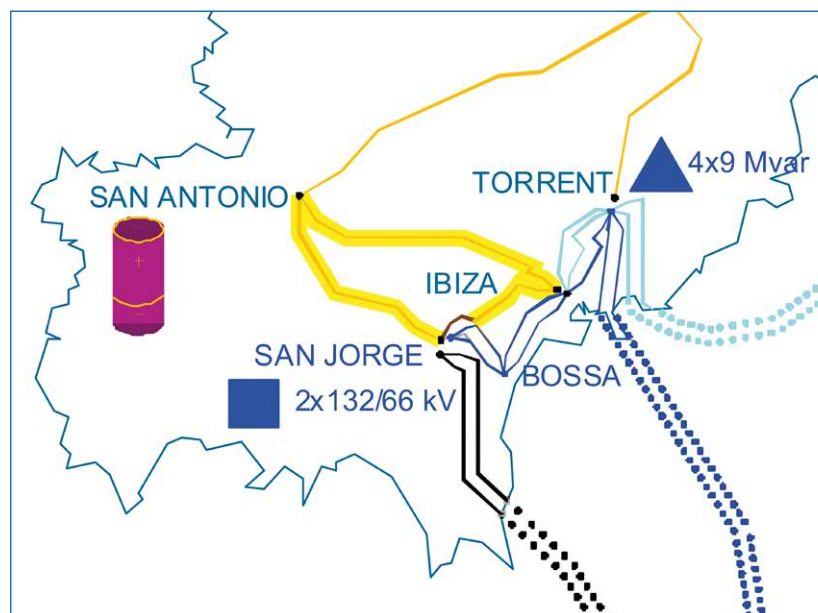 TORRENT
4x9 Mvar
SAN ANTONIO
+
−
IBIZA
SAN JORGE
BOSSA
2x132/66 kV